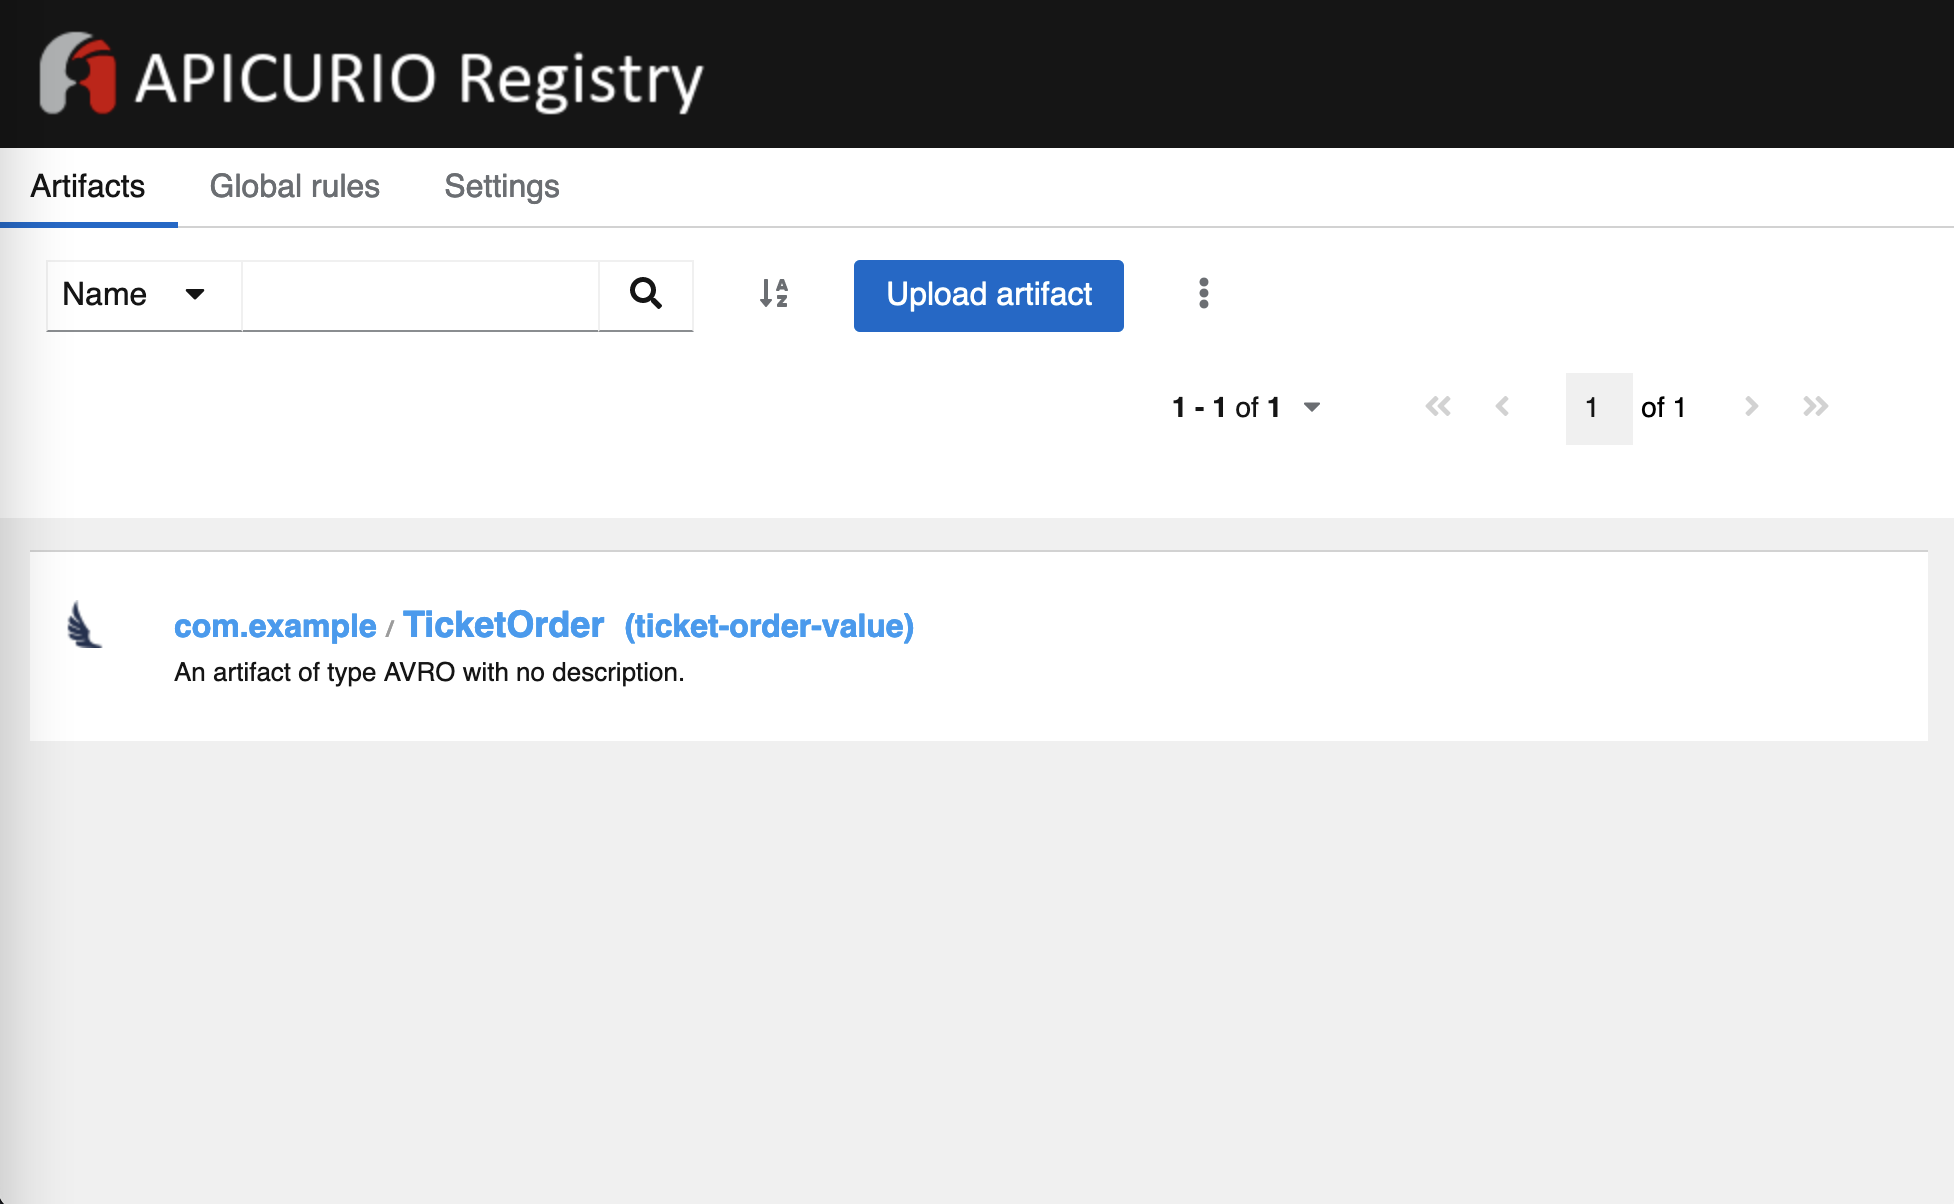 APICURIO Registry
Artifacts Global rules Settings
Name Upload artifact
1 - 1 of 1 1 of 1
com.example / TicketOrder (ticket-order-value)
An artifact of type AVRO with no description.